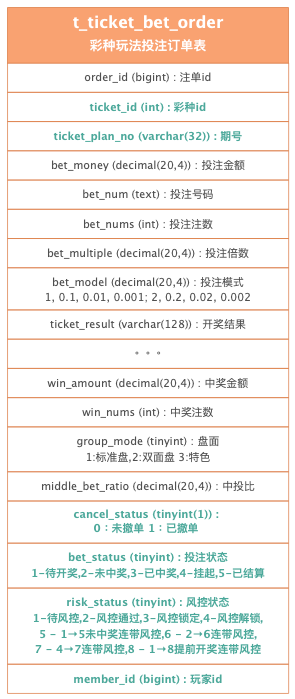 t_ticket_bet_order
彩种玩法投注订单表
order_id (bigint) : 注单id
ticket_id (int) : 彩种id
ticket_plan_no (varchar(32)) : 期号
bet_money (decimal(20,4)) : 投注金额
bet_num (text) : 投注号码
bet_nums (int) : 投注注数
bet_multiple (decimal(20,4)) : 投注倍数
bet_model (decimal(20,4)) : 投注模式
1, 0.1, 0.01, 0.001; 2, 0.2, 0.02, 0.002
ticket_result (varchar(128)) : 开奖结果
。。。
win_amount (decimal(20,4)) : 中奖金额
win_nums (int) : 中奖注数
group_mode (tinyint) : 盘面
1:标准盘,2:双面盘 3:特色
middle_bet_ratio (decimal(20,4)) : 中投比
cancel_status (tinyint(1)) :
0：未撤单 1：已撤单
bet_status (tinyint) : 投注状态
1-待开奖,2-未中奖,3-已中奖,4-挂起,5-已结算
risk_status (tinyint) : 风控状态
1-待风控,2-风控通过,3-风控锁定,4-风控解锁,
5 - 1→5未中奖连带风控,6 - 2→6连带风控,
7 - 4→7连带风控,8 - 1→8提前开奖连带风控
member_id (bigint) : 玩家id